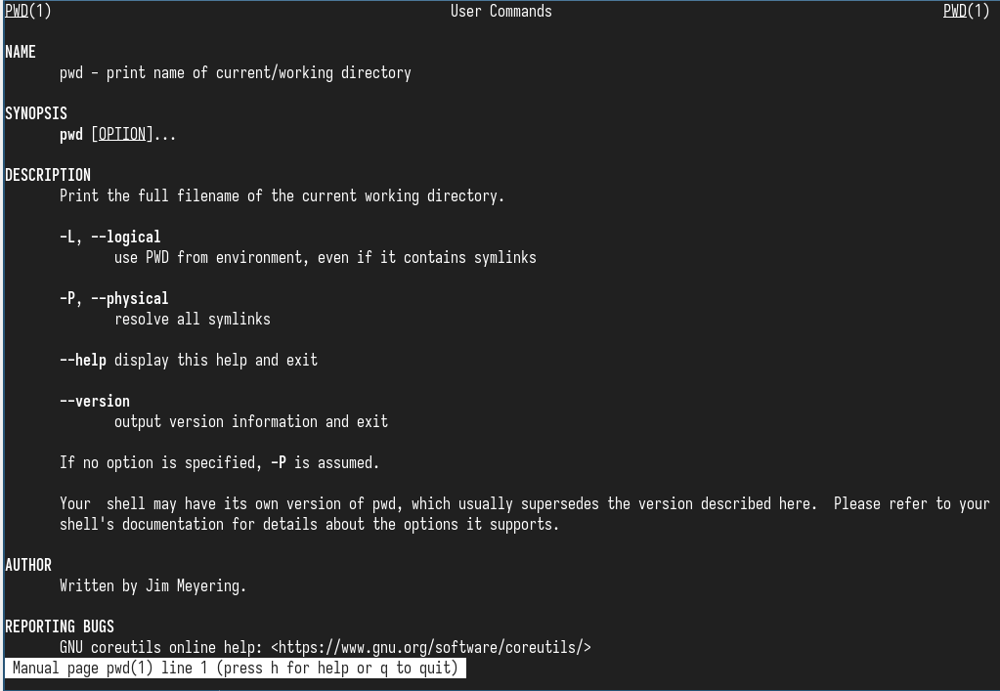 PWD(1) User Commands PWD(1)
NAME
pwd - print name of current/working directory
SYNOPSIS
pwd [OPTION]...
DESCRIPTION
Print the full filename of the current working directory.
-L, --logical
use PWD from environment, even if it contains symlinks
-P, --physical
resolve all symlinks
--help display this help and exit
--version
output version information and exit
If no option is specified, -P is assumed.
Your  shell may have its own version of pwd, which usually supersedes the version described here.  Please refer to your
shell's documentation for details about the options it supports.
AUTHOR
Written by Jim Meyering.
REPORTING BUGS
GNU coreutils online help: <https://www.gnu.org/software/coreutils/>
Manual page pwd(1) line 1 (press h for help or q to quit)